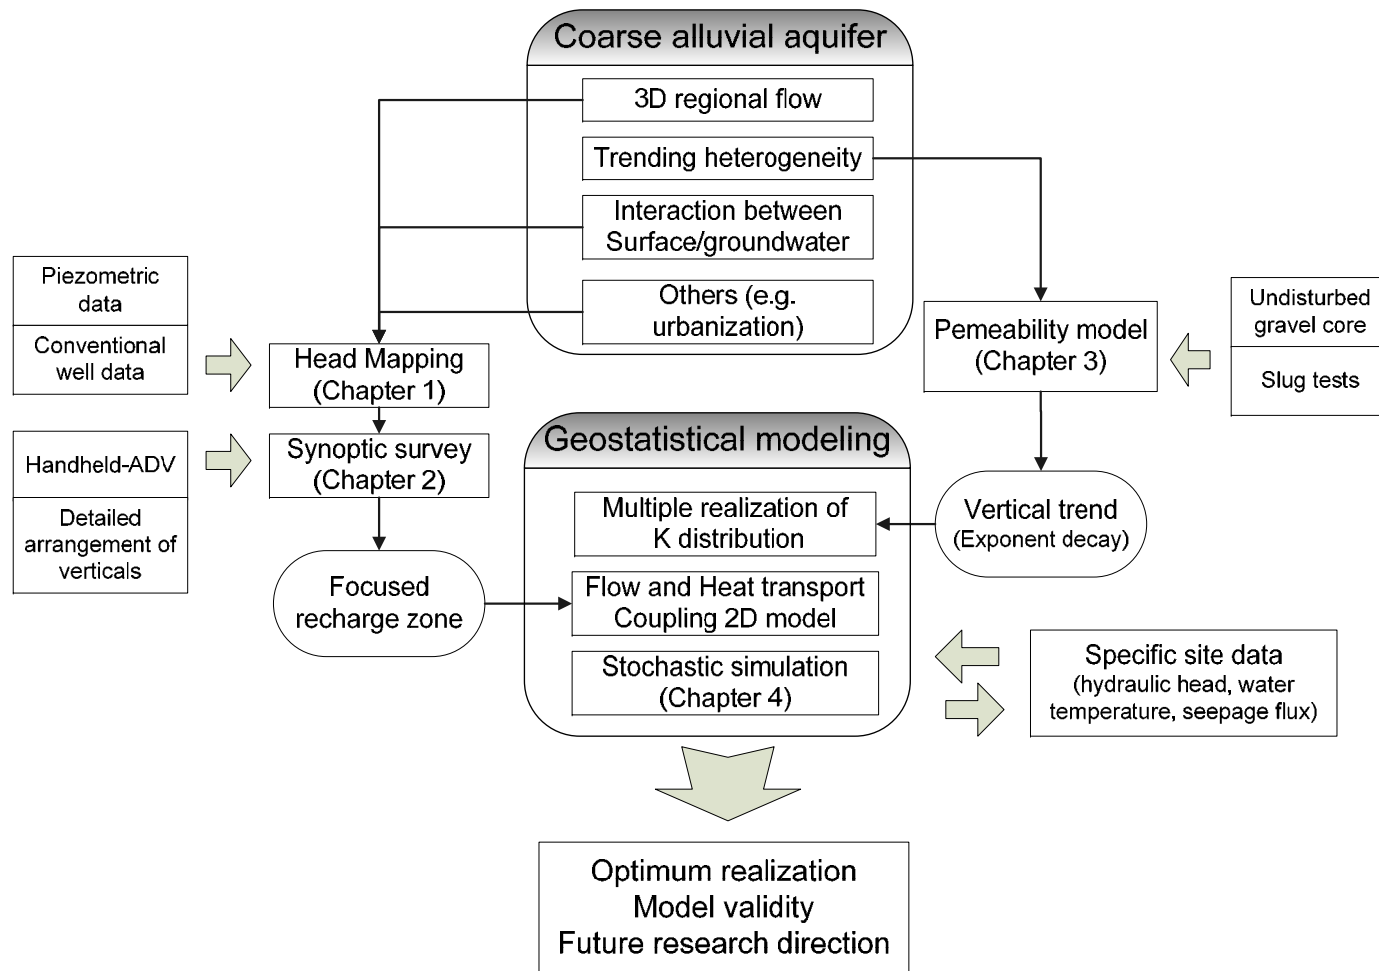 Coarse alluvial aquifer
3D regional flow
Trending heterogeneity
Interaction between
Surface/groundwater
Others (e.g.
urbanization)
Piezometric
data
Conventional
well data
Head Mapping
(Chapter 1)
Pemeability model
(Chapter 3)
Undisturbed
gravel core
Slug tests
Handheld-ADV
Detailed
arrangement of
verticals
Synoptic survey
(Chapter 2)
Focused
recharge zone
Geostatistical modeling
Multiple realization of
K distribution
Flow and Heat transport
Coupling 2D model
Stochastic simulation
(Chapter 4)
Vertical trend
(Exponent decay)
Specific site data
(hydraulic head, water
temperature, seepage flux)
Optimum realization
Model validity
Future research direction